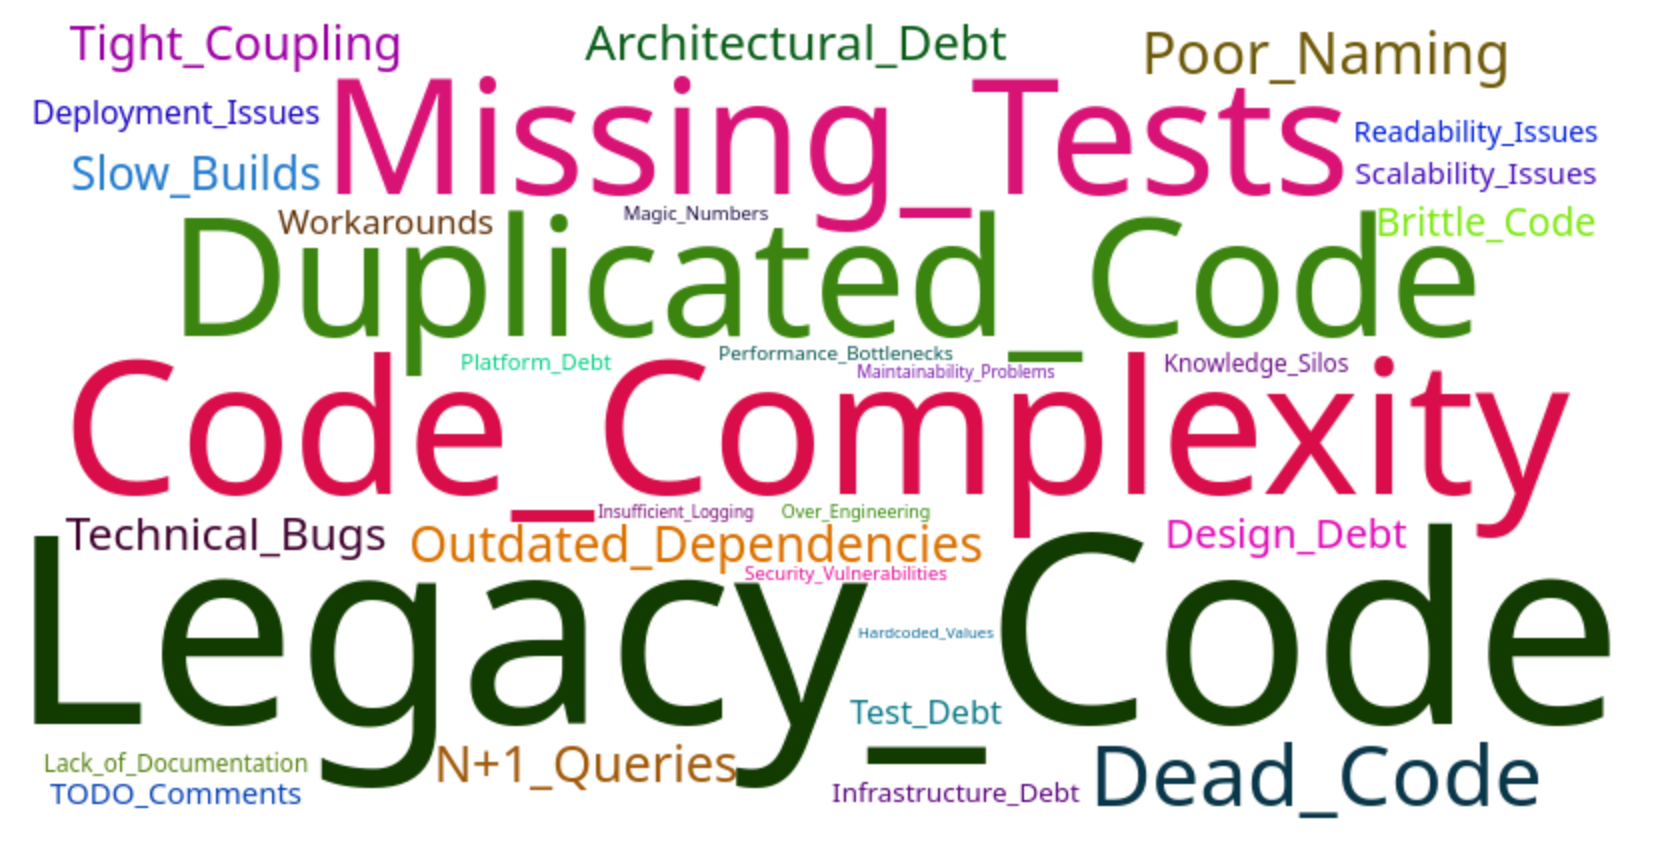 Tight_Coupling
Architectural_Debt
Poor_Naming
Deployment_Issues
Missing_Tests
Readability_Issues
Slow_Builds
Scalability_Issues
Workarounds
Magic_Numbers
Brittle_Code
Duplicated_Code
Platform_Debt
Performance_Bottlenecks
Maintainability_Problems
Knowledge_Silos
Code_Complexity
Insufficient_Logging
Over_Engineering
Technical_Bugs
Outdated_Dependencies
Design_Debt
Security_Vulnerabilities
Legacy_Code
Hardcoded_Values
Test_Debt
Lack_of_Documentation
N+1_Queries
Dead_Code
TODO_Comments
Infrastructure_Debt